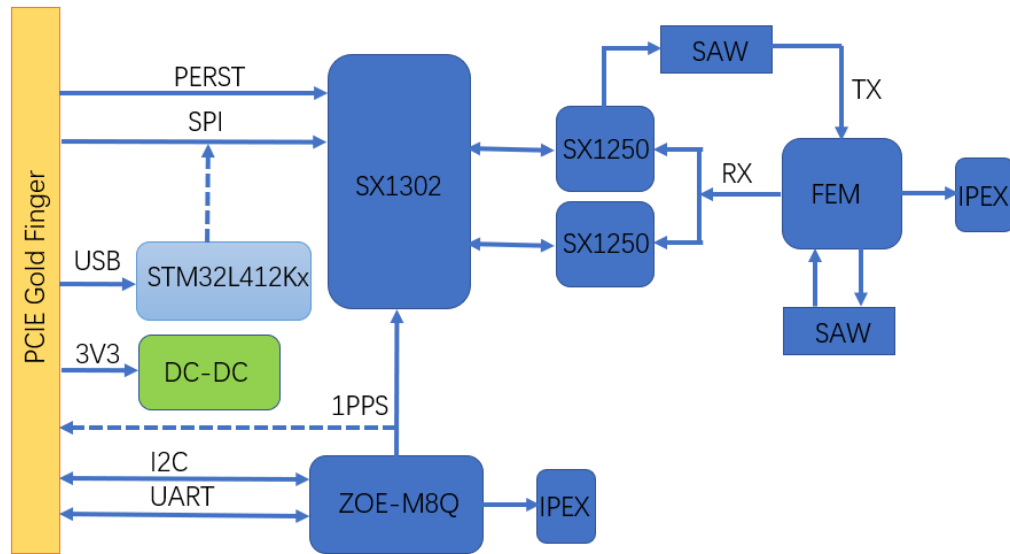 PCIE Gold Finger
PERST
SPI
SX1302
SX1250
SX1250
SAW
TX
RX
FEM
IPEX
SAW
USB
STM32L412Kx
3V3
DC-DC
1PPS
I2C
UART
ZOE-M8Q
IPEX